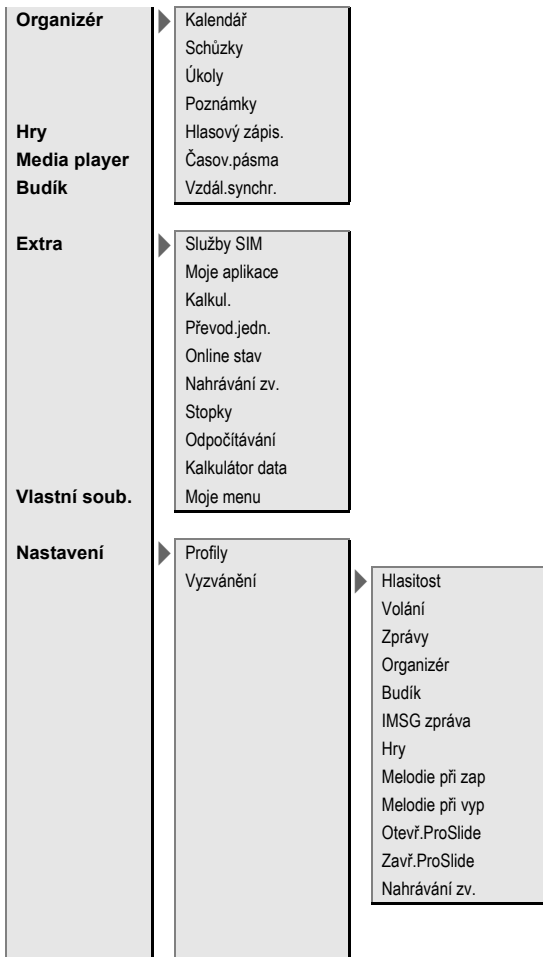 Organizér
Kalendář
Schůzky
Úkoly
Poznámky
Hry
Hlasový zápis.
Media player
Časov.pásma
Budík
Vzdál.synchr.
Extra
Služby SIM
Moje aplikace
Kalkul.
Převod.jedn.
Online stav
Nahrávání zv.
Stopky
Odpočítávání
Kalkulátor data
Vlastní soub.
Moje menu
Nastavení
Profily
Vyzvánění
Hlasitost
Volání
Zprávy
Organizér
Budík
IMSG zpráva
Hry
Melodie při zap
Melodie při vyp
Otevř.ProSlide
Zavř.ProSlide
Nahrávání zv.